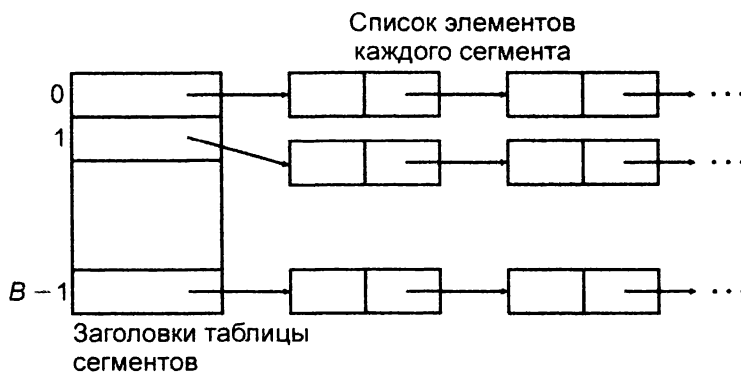 Список элементов
каждого сегмента
0
1
B – 1
Заголовки таблицы
сегментов